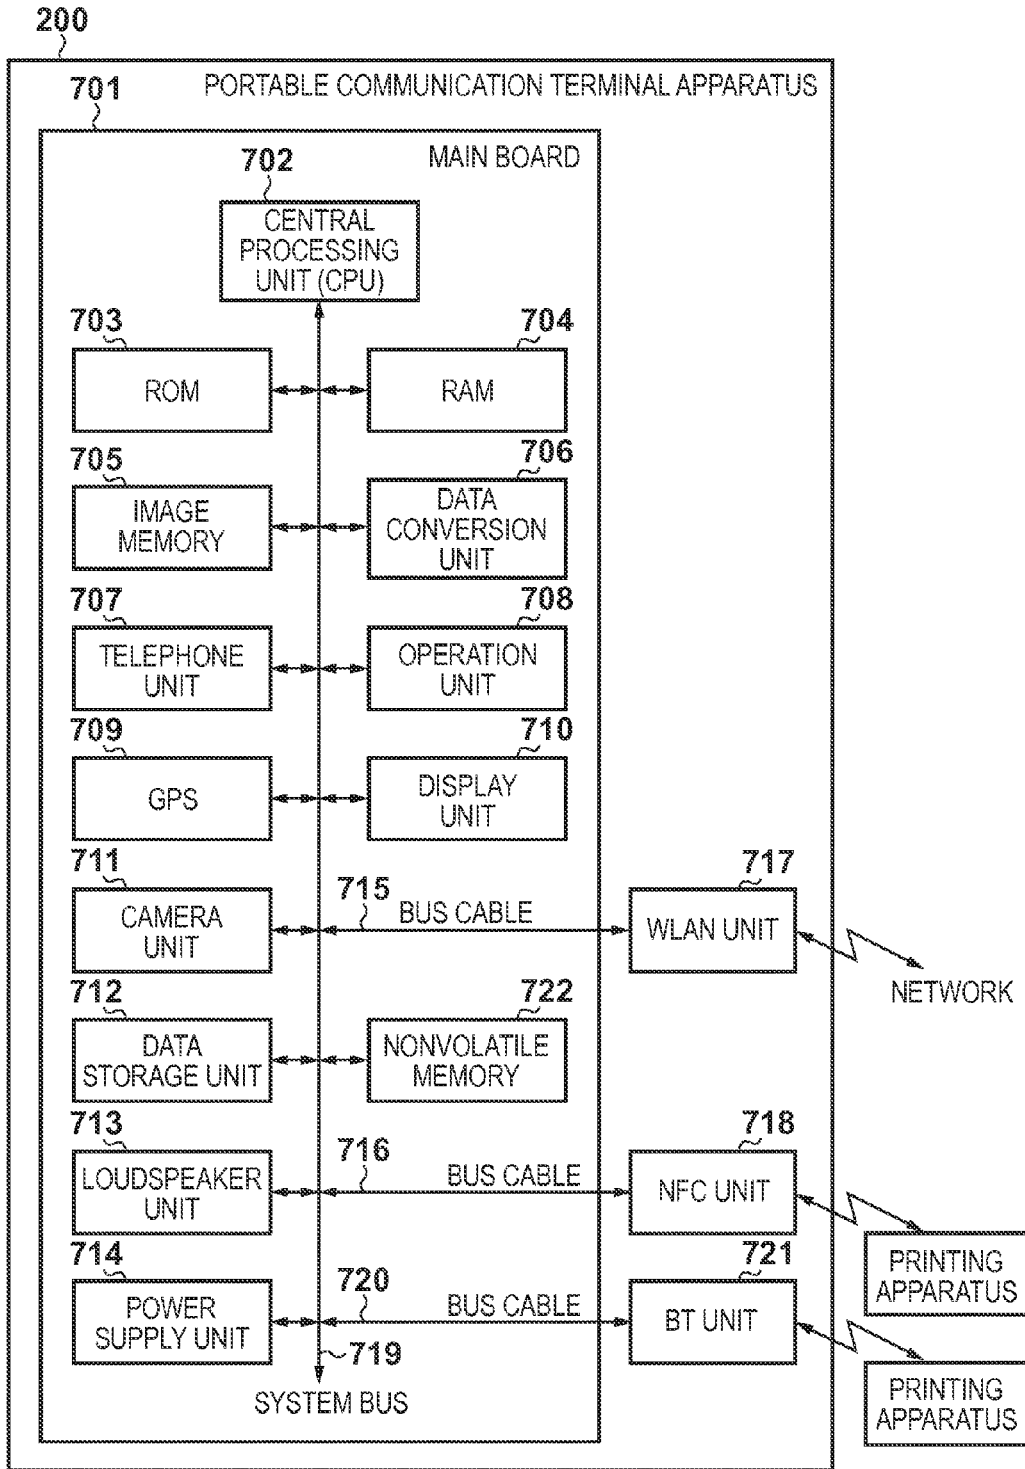 200
PORTABLE COMMUNICATION TERMINAL APPARATUS
701
MAIN BOARD
702
CENTRAL
PROCESSING
UNIT (CPU)
703
ROM
704
RAM
705
IMAGE
MEMORY
706
DATA
CONVERSION
UNIT
707
TELEPHONE
UNIT
708
OPERATION
UNIT
709
GPS
710
DISPLAY
UNIT
711
CAMERA
UNIT
715
BUS CABLE
717
WLAN UNIT
NETWORK
712
DATA
STORAGE UNIT
722
NONVOLATILE
MEMORY
713
LOUDSPEAKER
UNIT
716
BUS CABLE
718
NFC UNIT
PRINTING
APPARATUS
714
POWER
SUPPLY UNIT
720
BUS CABLE
721
BT UNIT
PRINTING
APPARATUS
719
SYSTEM BUS